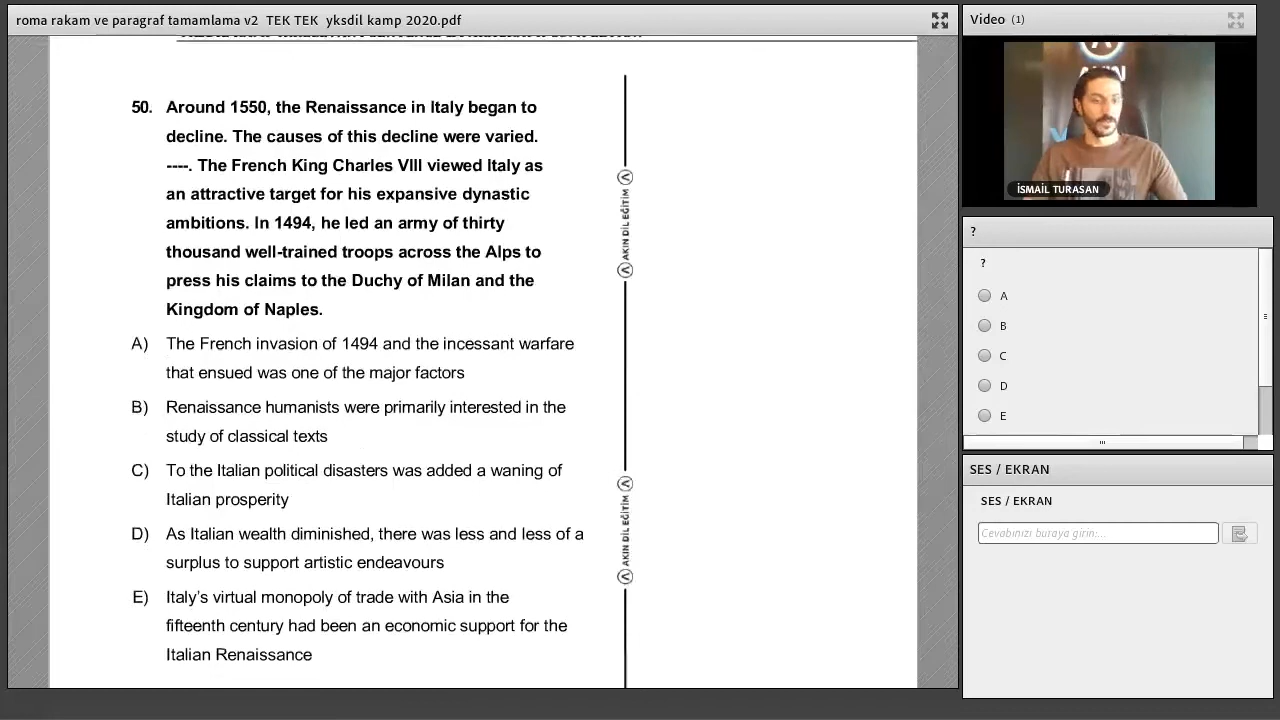 roma rakam ve paragraf tamamlama v2 TEK TEK yksdil kamp 2020.pdf
50. Around 1550, the Renaissance in Italy began to
decline. The causes of this decline were varied.
----. The French King Charles VIII viewed Italy as
an attractive target for his expansive dynastic
ambitions. In 1494, he led an army of thirty
thousand well-trained troops across the Alps to
press his claims to the Duchy of Milan and the
Kingdom of Naples.
A) The French invasion of 1494 and the incessant warfare
that ensued was one of the major factors
B) Renaissance humanists were primarily interested in the
study of classical texts
C) To the Italian political disasters was added a waning of
Italian prosperity
D) As Italian wealth diminished, there was less and less of a
surplus to support artistic endeavours
E) Italy's virtual monopoly of trade with Asia in the
fifteenth century had been an economic support for the
Italian Renaissance
AKIN DİL EĞİTİM
AKIN DİL EĞİTİM
Video (1)
AKIN
İSMAİL TURASAN
?
?
A
B
C
D
E
SES / EKRAN
SES / EKRAN
Cevabınızı buraya girin:...